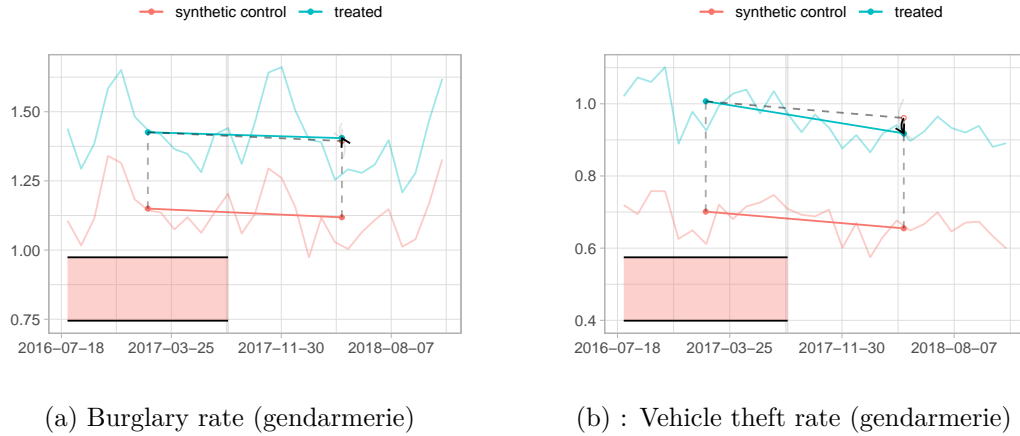 synthetic control treated
1.50
1.25
1.00
0.75
2016−07−18 2017−03−25 2017−11−30 2018−08−07
(a) Burglary rate (gendarmerie)
synthetic control treated
1.0
0.8
0.6
0.4
2016−07−18 2017−03−25 2017−11−30 2018−08−07
(b) : Vehicle theft rate (gendarmerie)